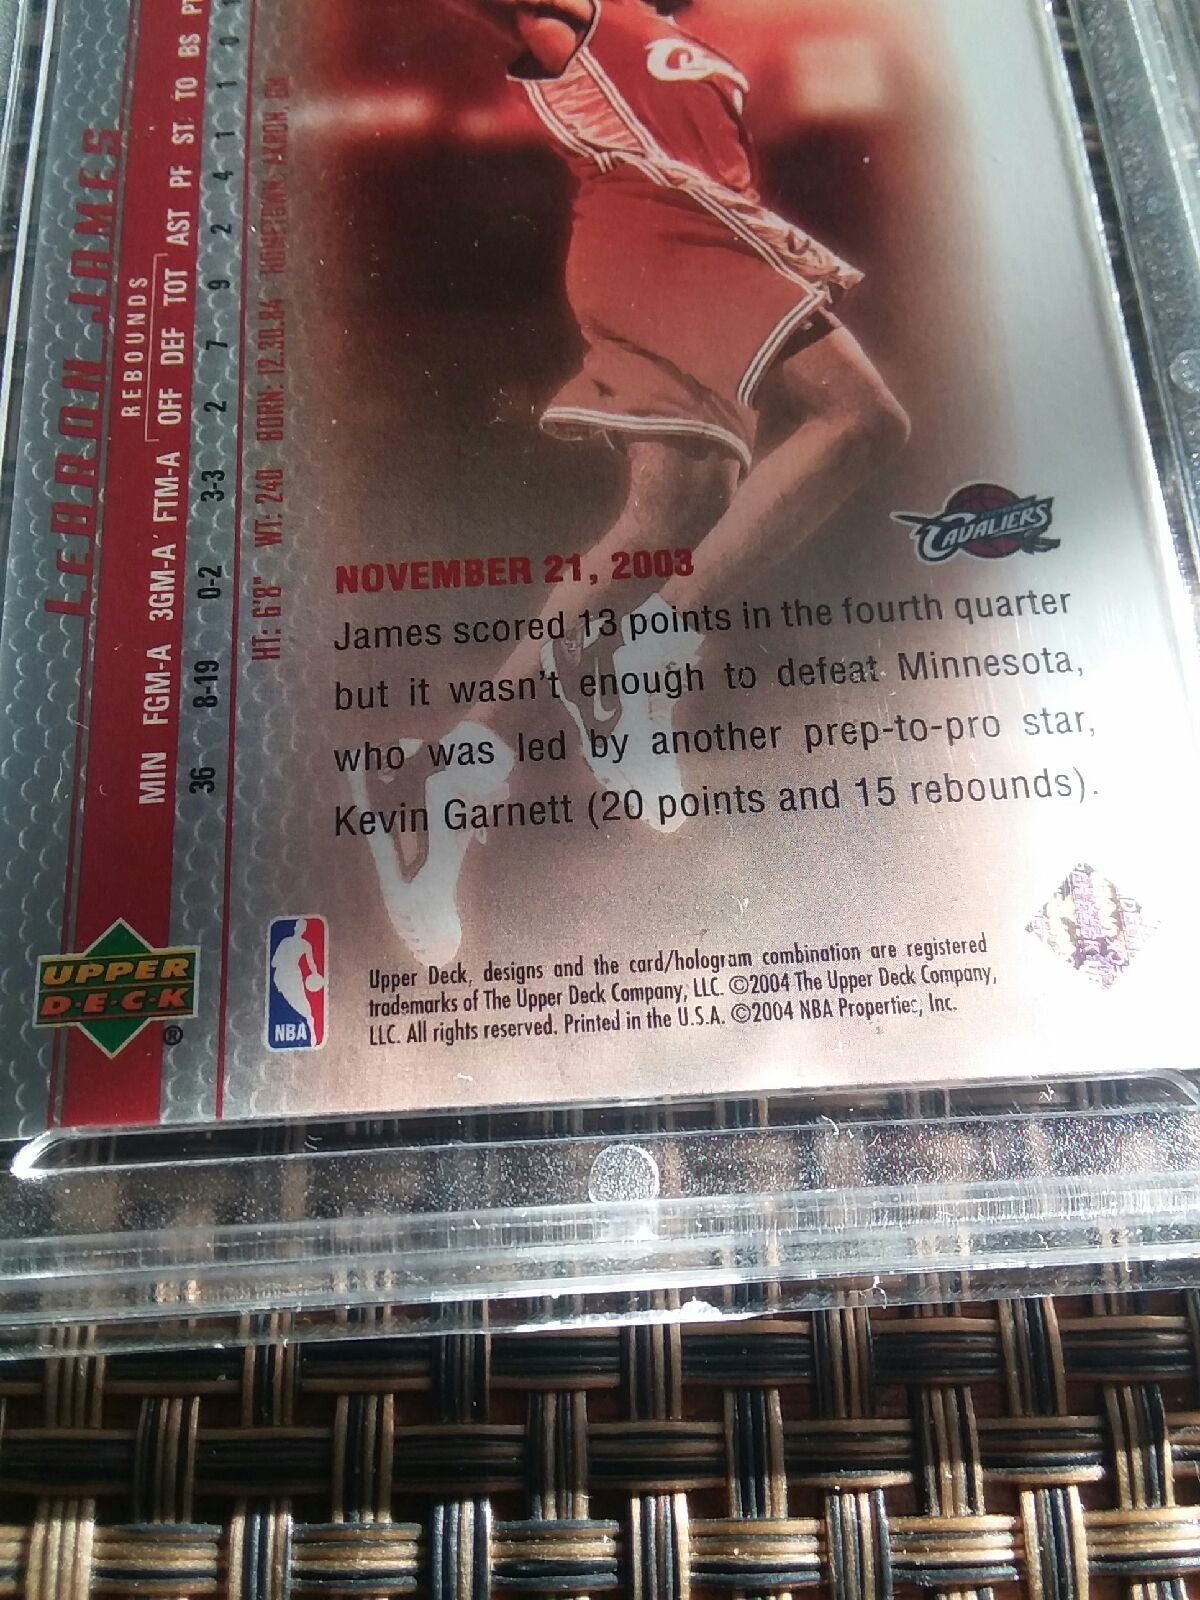 LEBRON JAMES
REBOUNDS
MIN FGM-A 3GM-A FTM-A OFF DEF TOT AST PF ST TO BS
36 8-19 0-2 3-3 2 7 9 2 4 1 1 0
HT: 6'8" WT: 240 BORN: 12.30.84 HOMETOWN: AKRON, OH
CAVALIERS
NOVEMBER 21, 2003
James scored 13 points in the fourth quarter
but it wasn't enough to defeat Minnesota,
who was led by another prep-to-pro star,
Kevin Garnett (20 points and 15 rebounds).
UPPER
D·E·C·K
®
NBA
Upper Deck, designs and the card/hologram combination are registered
trademarks of The Upper Deck Company, LLC. ©2004 The Upper Deck Company,
LLC. All rights reserved. Printed in the U.S.A. ©2004 NBA Properties, Inc.